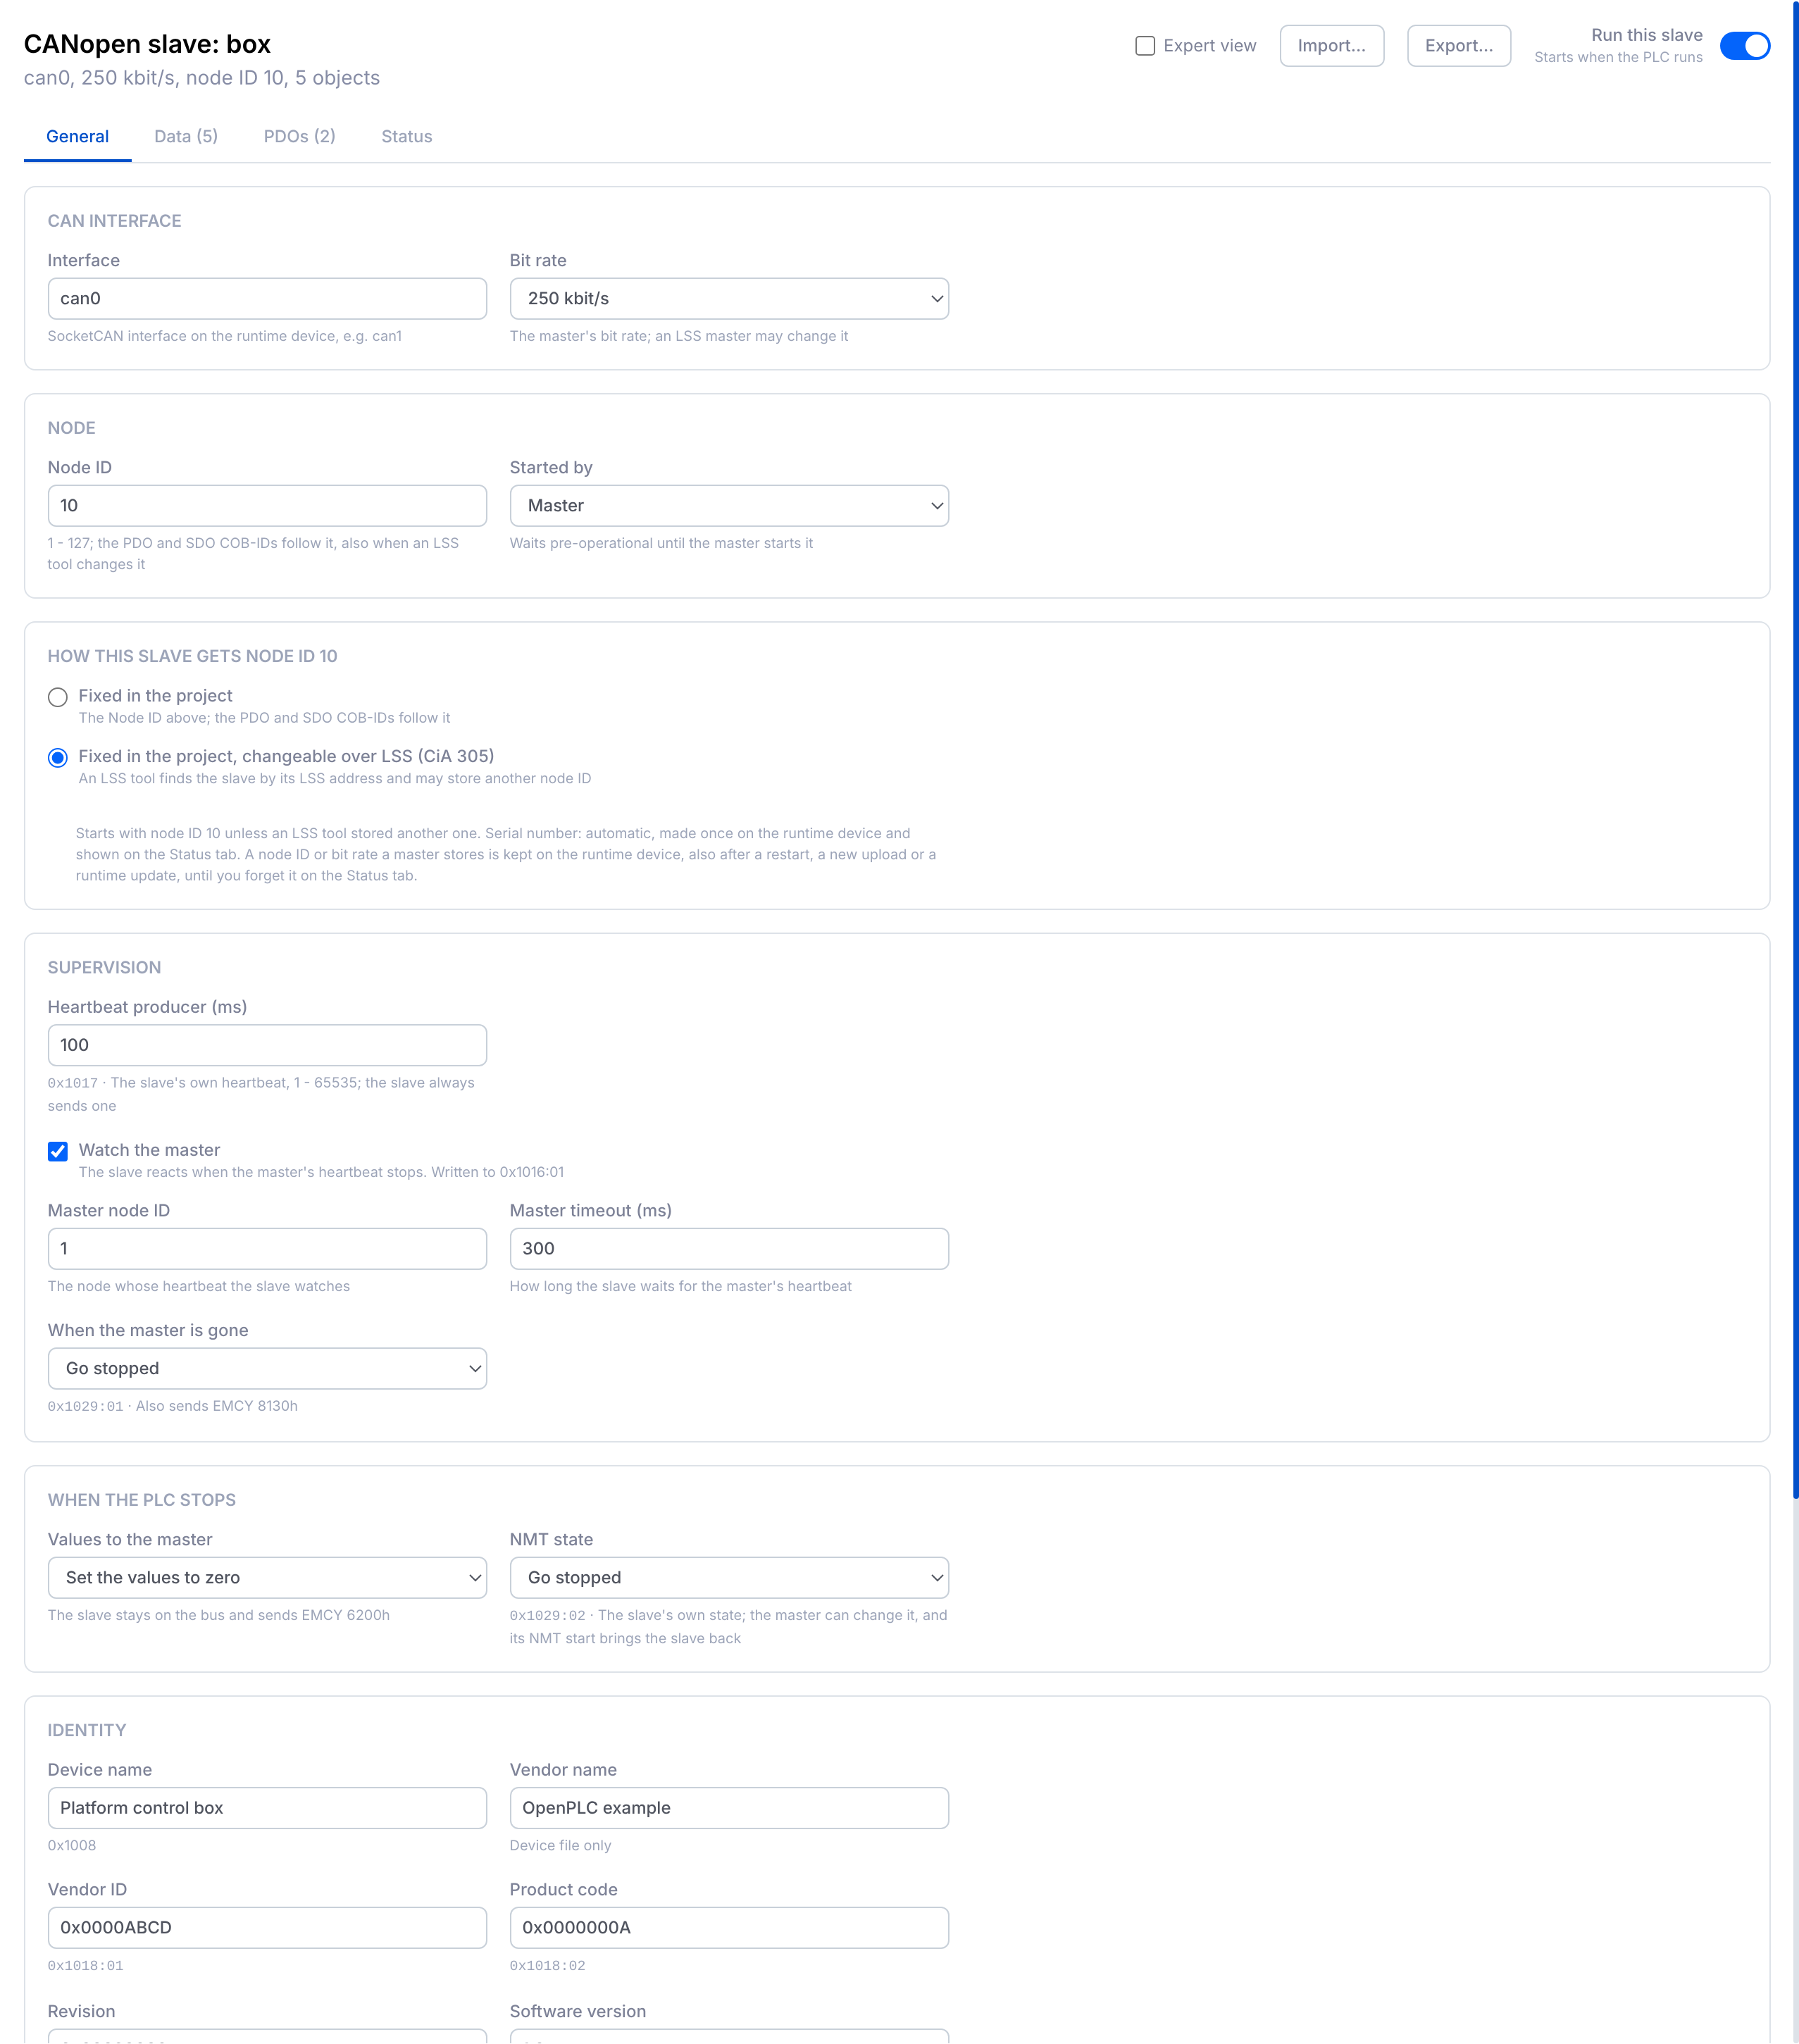 CANopen slave: box
can0, 250 kbit/s, node ID 10, 5 objects
Expert view
Import...
Export...
Run this slave
Starts when the PLC runs
General
Data (5)
PDOs (2)
Status
CAN INTERFACE
Interface
Bit rate
can0
250 kbit/s
SocketCAN interface on the runtime device, e.g. can1
The master's bit rate; an LSS master may change it
NODE
Node ID
Started by
10
Master
1 - 127; the PDO and SDO COB-IDs follow it, also when an LSS
tool changes it
Waits pre-operational until the master starts it
HOW THIS SLAVE GETS NODE ID 10
Fixed in the project
The Node ID above; the PDO and SDO COB-IDs follow it
Fixed in the project, changeable over LSS (CiA 305)
An LSS tool finds the slave by its LSS address and may store another node ID
Starts with node ID 10 unless an LSS tool stored another one. Serial number: automatic, made once on the runtime device and
shown on the Status tab. A node ID or bit rate a master stores is kept on the runtime device, also after a restart, a new upload or a
runtime update, until you forget it on the Status tab.
SUPERVISION
Heartbeat producer (ms)
100
0x1017 · The slave's own heartbeat, 1 - 65535; the slave always
sends one
Watch the master
The slave reacts when the master's heartbeat stops. Written to 0x1016:01
Master node ID
Master timeout (ms)
1
300
The node whose heartbeat the slave watches
How long the slave waits for the master's heartbeat
When the master is gone
Go stopped
0x1029:01 · Also sends EMCY 8130h
WHEN THE PLC STOPS
Values to the master
NMT state
Set the values to zero
Go stopped
The slave stays on the bus and sends EMCY 6200h
0x1029:02 · The slave's own state; the master can change it, and
its NMT start brings the slave back
IDENTITY
Device name
Vendor name
Platform control box
OpenPLC example
0x1008
Device file only
Vendor ID
Product code
0x0000ABCD
0x0000000A
0x1018:01
0x1018:02
Revision
Software version